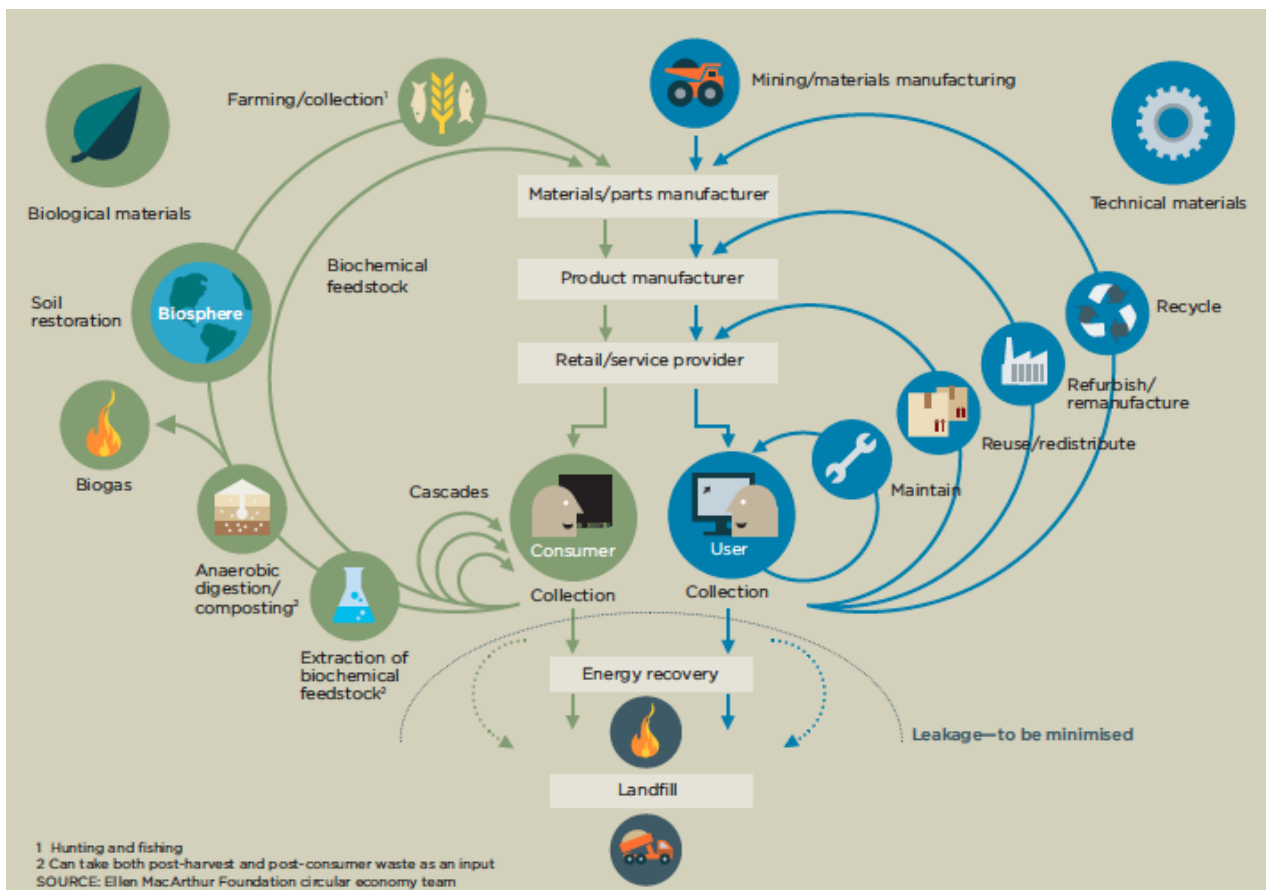 Farming/collection¹
Mining/materials manufacturing
Biological materials
Materials/parts manufacturer
Technical materials
Biochemical
feedstock
Product manufacturer
Soil
restoration
Biosphere
Recycle
Retail/service provider
Refurbish/
remanufacture
Reuse/redistribute
Biogas
Cascades
Maintain
Consumer
User
Anaerobic
digestion/
composting²
Collection
Collection
Extraction of
biochemical
feedstock²
Energy recovery
Leakage—to be minimised
Landfill
1 Hunting and fishing
2 Can take both post-harvest and post-consumer waste as an input
SOURCE: Ellen MacArthur Foundation circular economy team